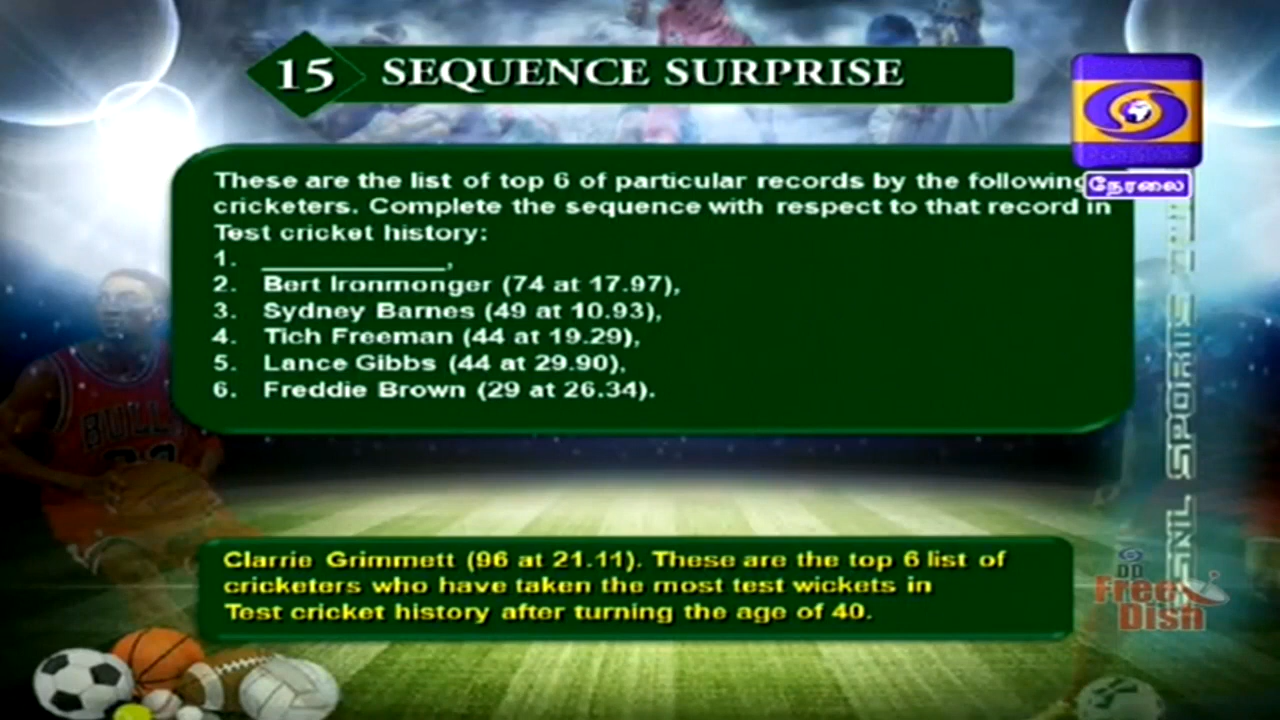 15 SEQUENCE SURPRISE
These are the list of top 6 of particular records by the following
நேரலை
cricketers. Complete the sequence with respect to that record in
Test cricket history:
1. ____________,
2. Bert Ironmonger (74 at 17.97),
3. Sydney Barnes (49 at 10.93),
4. Tich Freeman (44 at 19.29),
5. Lance Gibbs (44 at 29.90),
6. Freddie Brown (29 at 26.34).
BULLS
SPORTS
Clarrie Grimmett (96 at 21.11). These are the top 6 list of
cricketers who have taken the most test wickets in
Test cricket history after turning the age of 40.
DD
Free
Dish